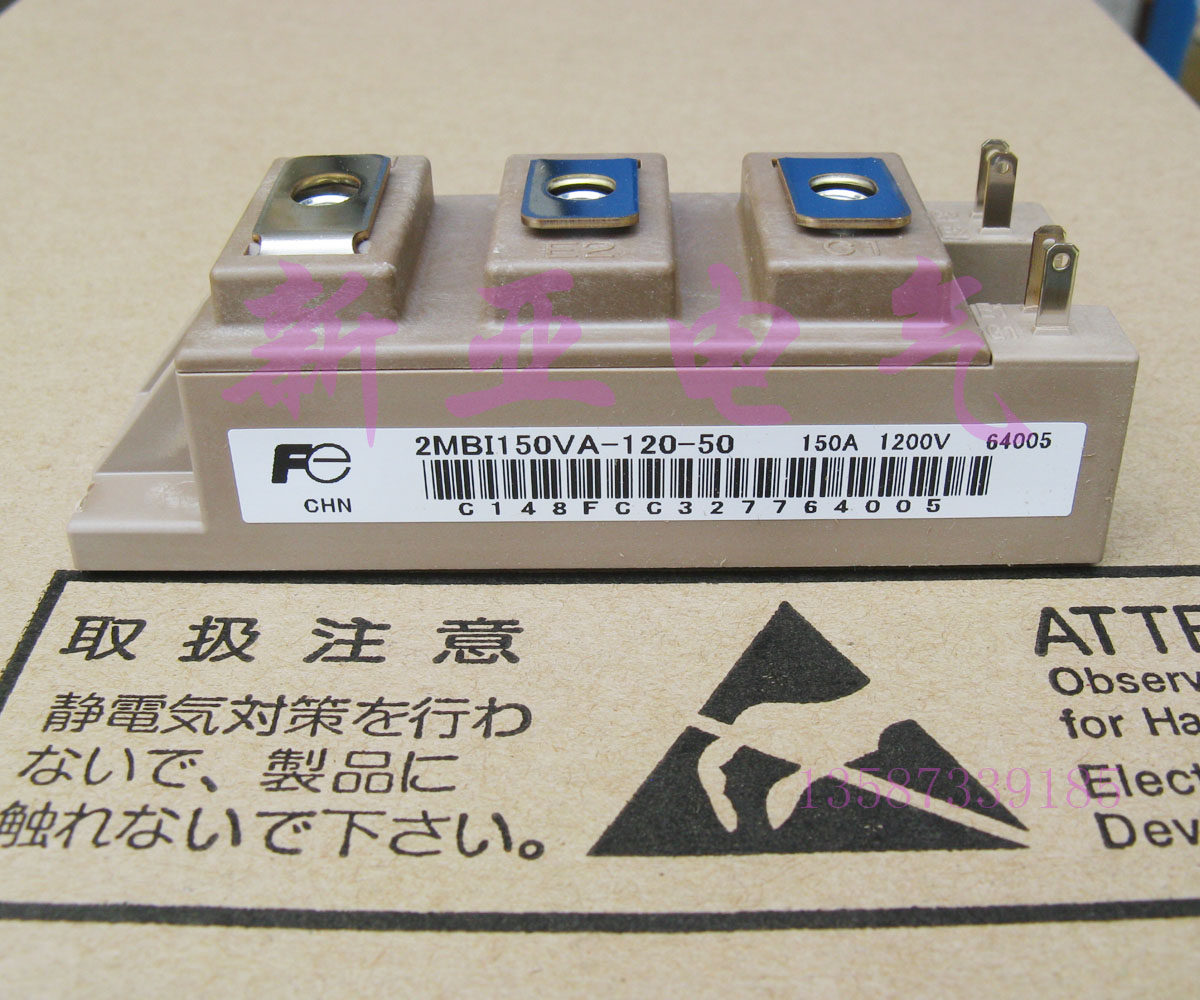 E2
C1
新亚电气
2MBI150VA-120-50 150A 1200V 64005
Fe
CHN
C148FCC327764005
取扱注意
静電気対策を行わ
ないで、製品に
触れないで下さい。
ATTE
Observ
for Ha
Elect
Dev
13587339185